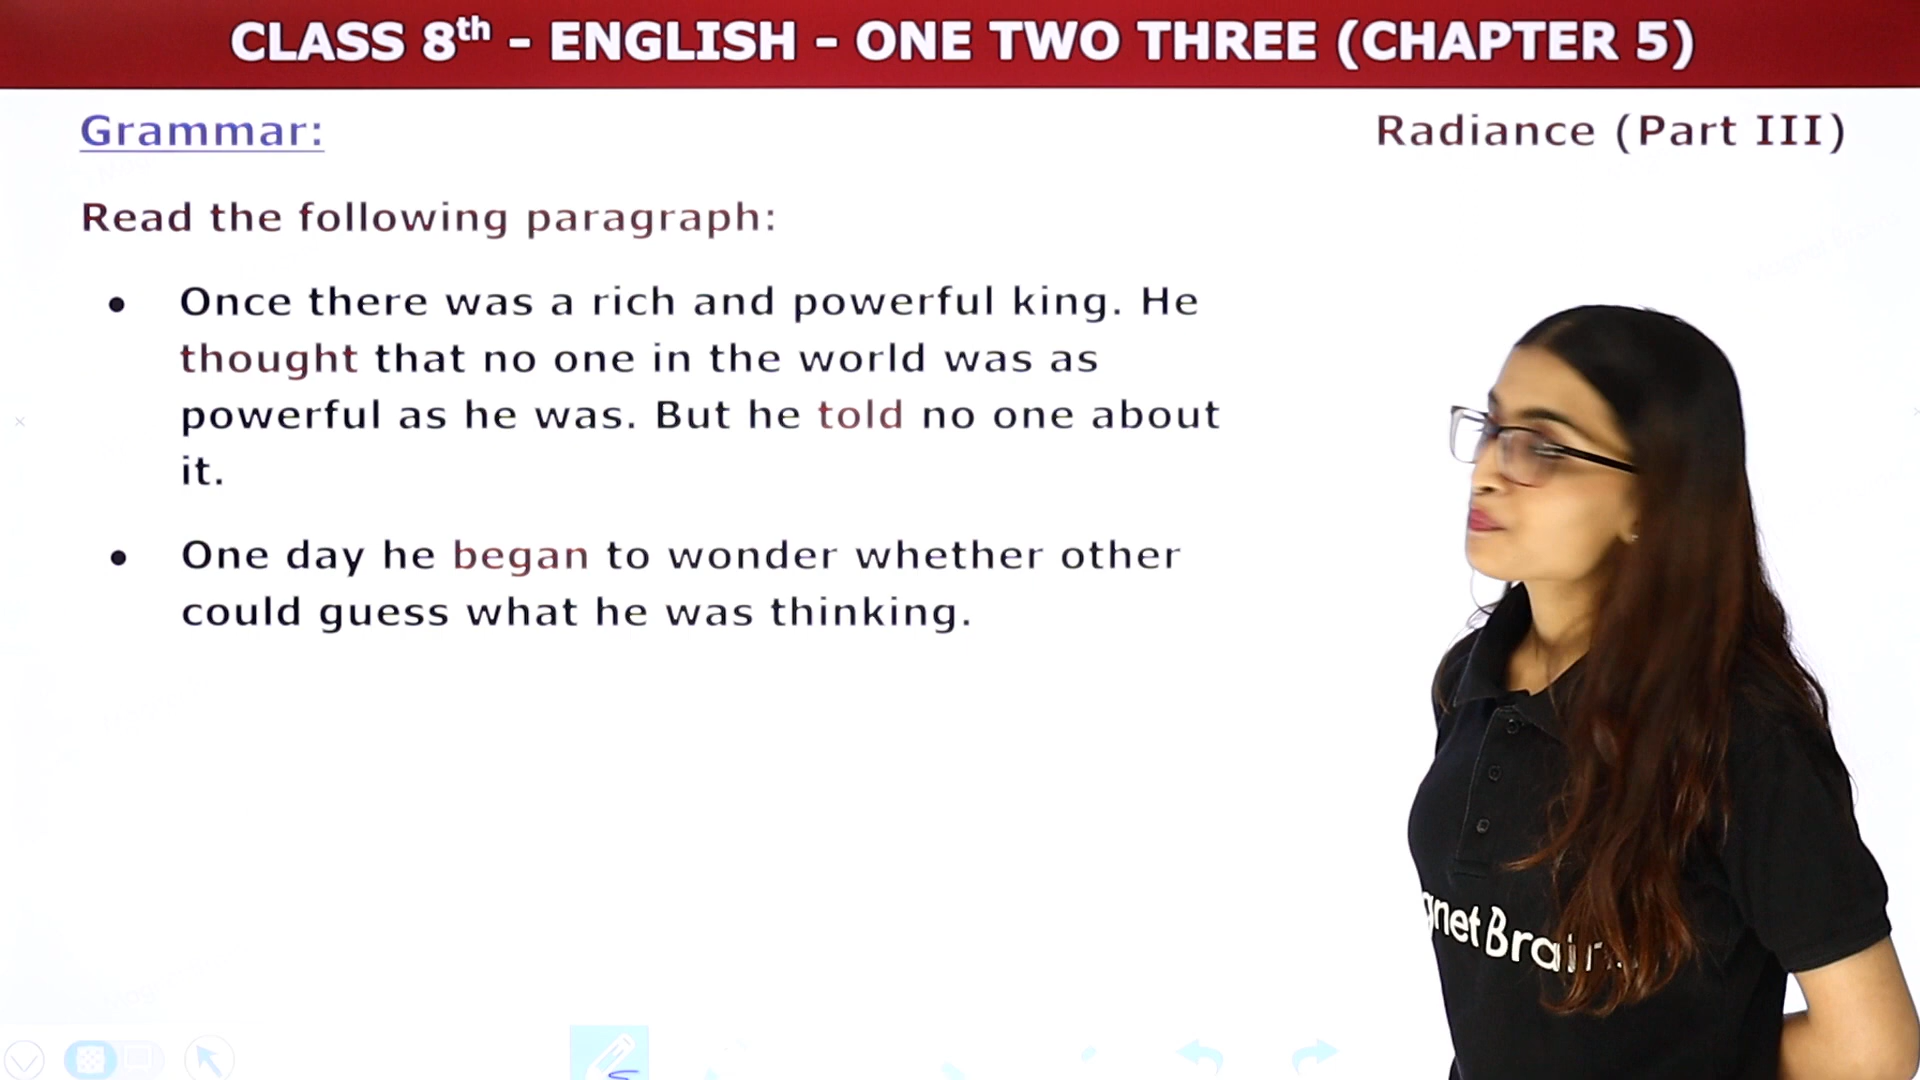 CLASS 8th - ENGLISH - ONE TWO THREE (CHAPTER 5)
Grammar:
Radiance (Part III)
Read the following paragraph:
• Once there was a rich and powerful king. He
thought that no one in the world was as
powerful as he was. But he told no one about
it.
• One day he began to wonder whether other
could guess what he was thinking.
gnetBrain